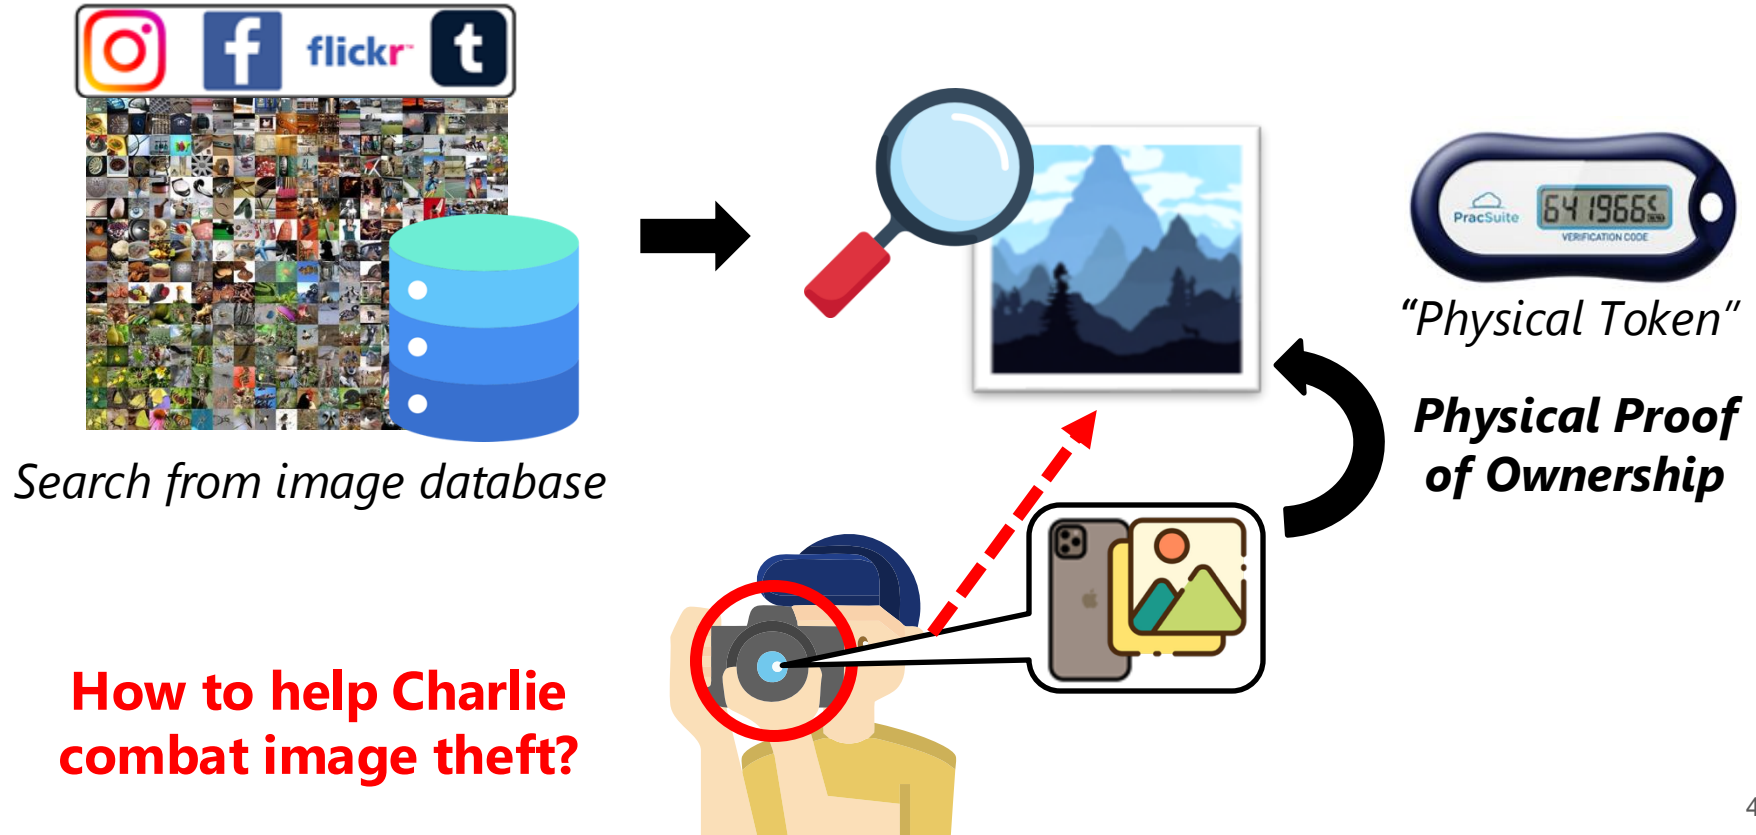 flickr
t
Search from image database
PracSuite
641966
VERIFICATION CODE
“Physical Token”
Physical Proof
of Ownership
How to help Charlie
combat image theft?
4